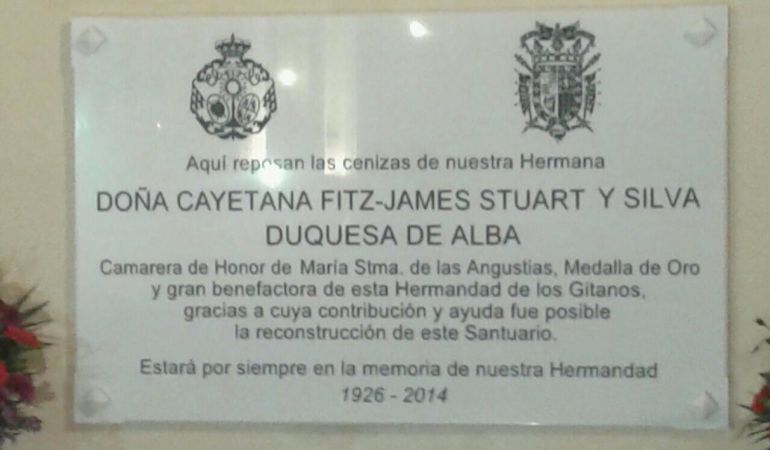 Aquí reposan las cenizas de nuestra Hermana
DOÑA CAYETANA FITZ-JAMES STUART Y SILVA
DUQUESA DE ALBA
Camarera de Honor de María Stma. de las Angustias, Medalla de Oro
y gran benefactora de esta Hermandad de los Gitanos,
gracias a cuya contribución y ayuda fue posible
la reconstrucción de este Santuario.
Estará por siempre en la memoria de nuestra Hermandad
1926 - 2014